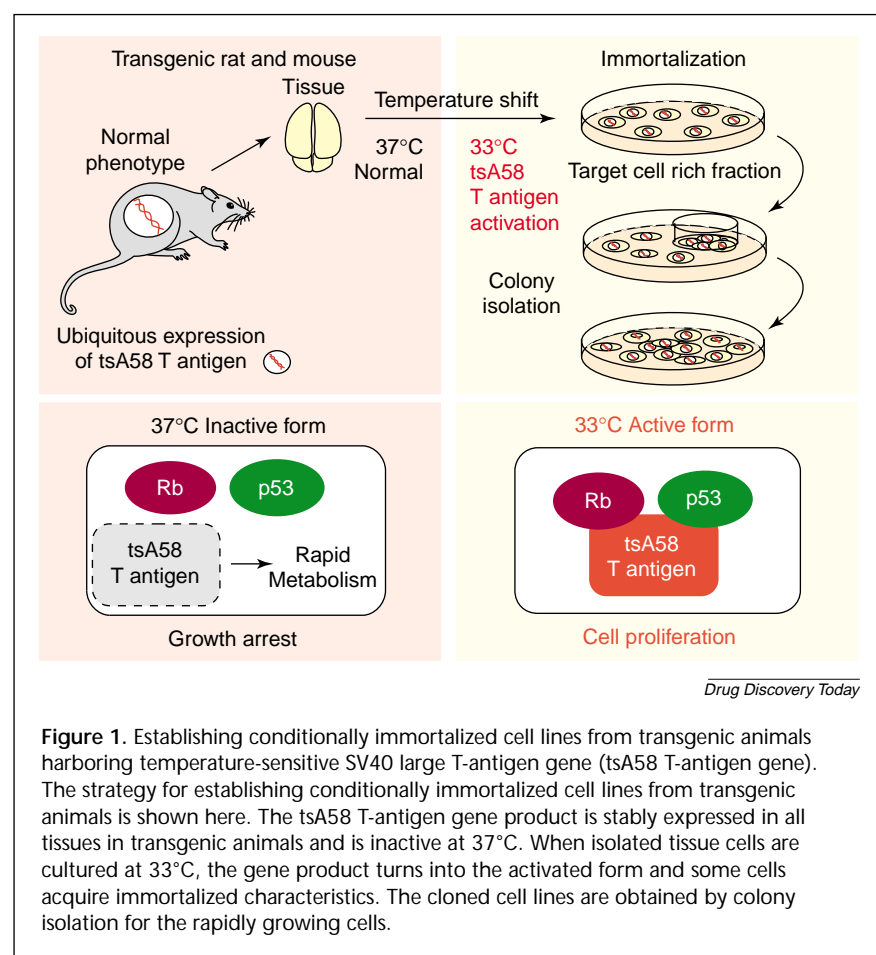 Transgenic rat and mouse
Tissue
Normal
phenotype
Ubiquitous expression
of tsA58 T antigen
Temperature shift
37°C
Normal
33°C
tsA58
T antigen
activation
Immortalization
Target cell rich fraction
Colony
isolation
37°C Inactive form
Rb
p53
tsA58
T antigen
Rapid
Metabolism
Growth arrest
33°C Active form
Rb
p53
tsA58
T antigen
Cell proliferation
Drug Discovery Today
Figure 1. Establishing conditionally immortalized cell lines from transgenic animals
harboring temperature-sensitive SV40 large T-antigen gene (tsA58 T-antigen gene).
The strategy for establishing conditionally immortalized cell lines from transgenic
animals is shown here. The tsA58 T-antigen gene product is stably expressed in all
tissues in transgenic animals and is inactive at 37°C. When isolated tissue cells are
cultured at 33°C, the gene product turns into the activated form and some cells
acquire immortalized characteristics. The cloned cell lines are obtained by colony
isolation for the rapidly growing cells.